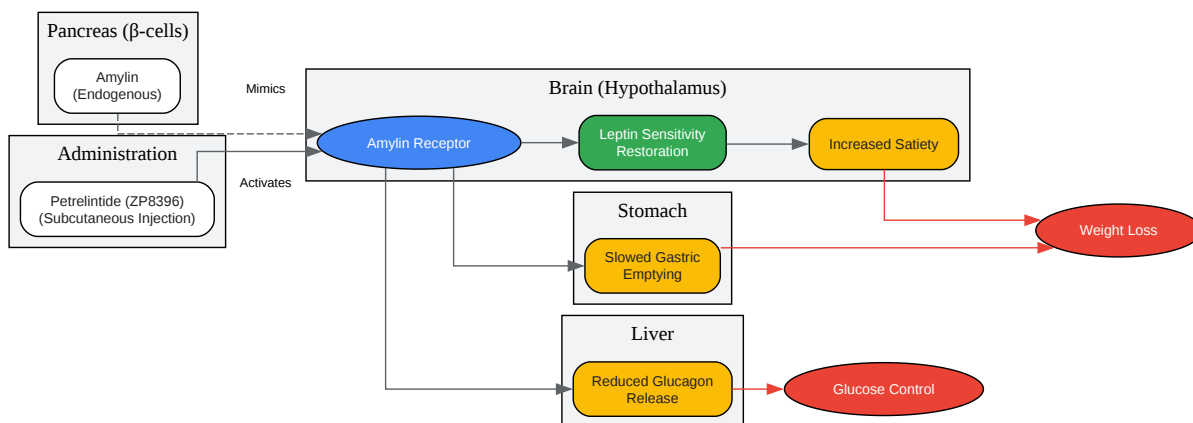 Pancreas (β-cells)
Amylin
(Endogenous)
Mimics
Administration
Petrelintide (ZP8396)
(Subcutaneous Injection)
Activates
Brain (Hypothalamus)
Amylin Receptor
Leptin Sensitivity
Restoration
Increased Satiety
Stomach
Slowed Gastric
Emptying
Weight Loss
Liver
Reduced Glucagon
Release
Glucose Control